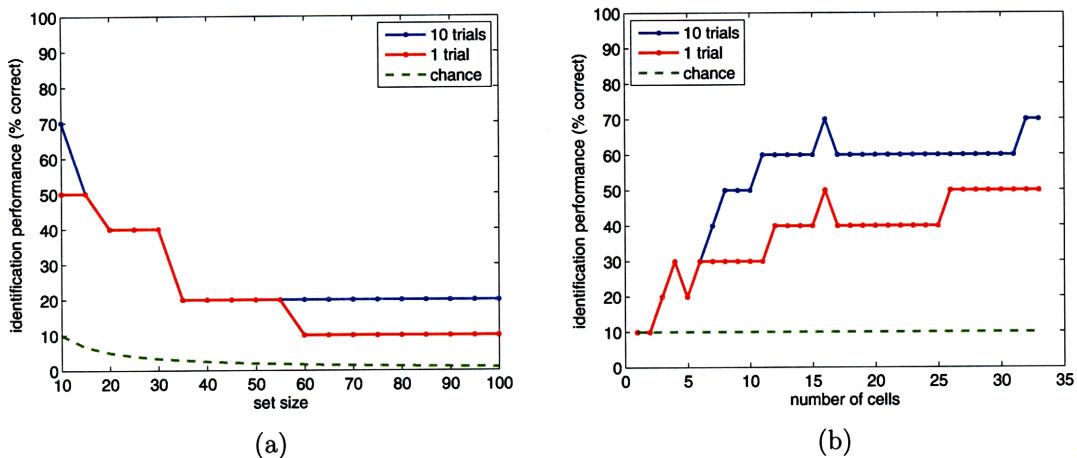 100
90
80
70
60
50
40
30
20
10
0
identification performance (% correct)
10 trials
1 trial
chance
10 20 30 40 50 60 70 80 90 100
set size
(a)
100
90
80
70
60
50
40
30
20
10
0
identification performance (% correct)
10 trials
1 trial
chance
0 5 10 15 20 25 30 35
number of cells
(b)